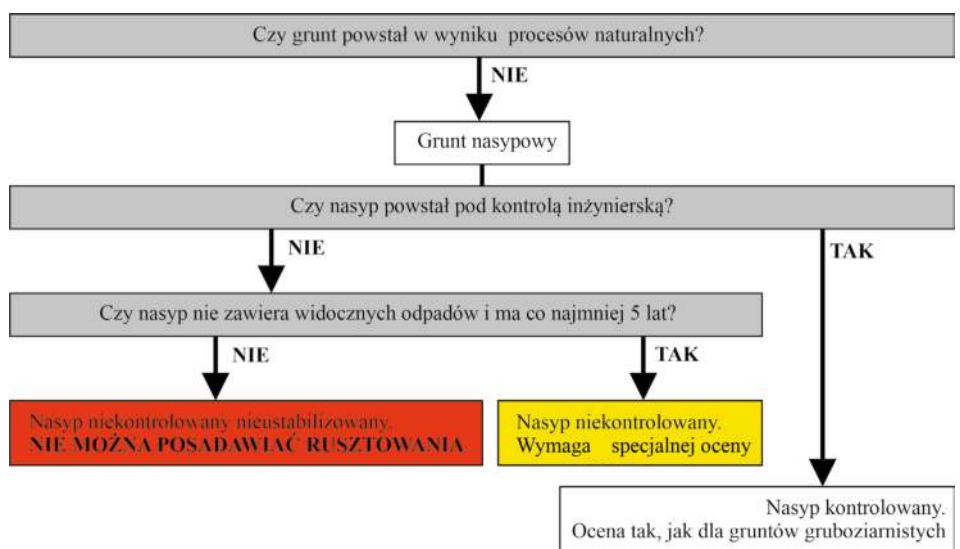 Czy grunt powstał w wyniku procesów naturalnych?
NIE
Grunt nasypowy
Czy nasyp powstał pod kontrolą inżynierską?
NIE
TAK
Czy nasyp nie zawiera widocznych odpadów i ma co najmniej 5 lat?
NIE
TAK
Nasyp niekontrolowany nieustabilizowany.
NIE MOŻNA POSADAWIAĆ RUSZTOWANIA
Nasyp niekontrolowany.
Wymaga specjalnej oceny
Nasyp kontrolowany.
Ocena tak, jak dla gruntów gruboziarnistych